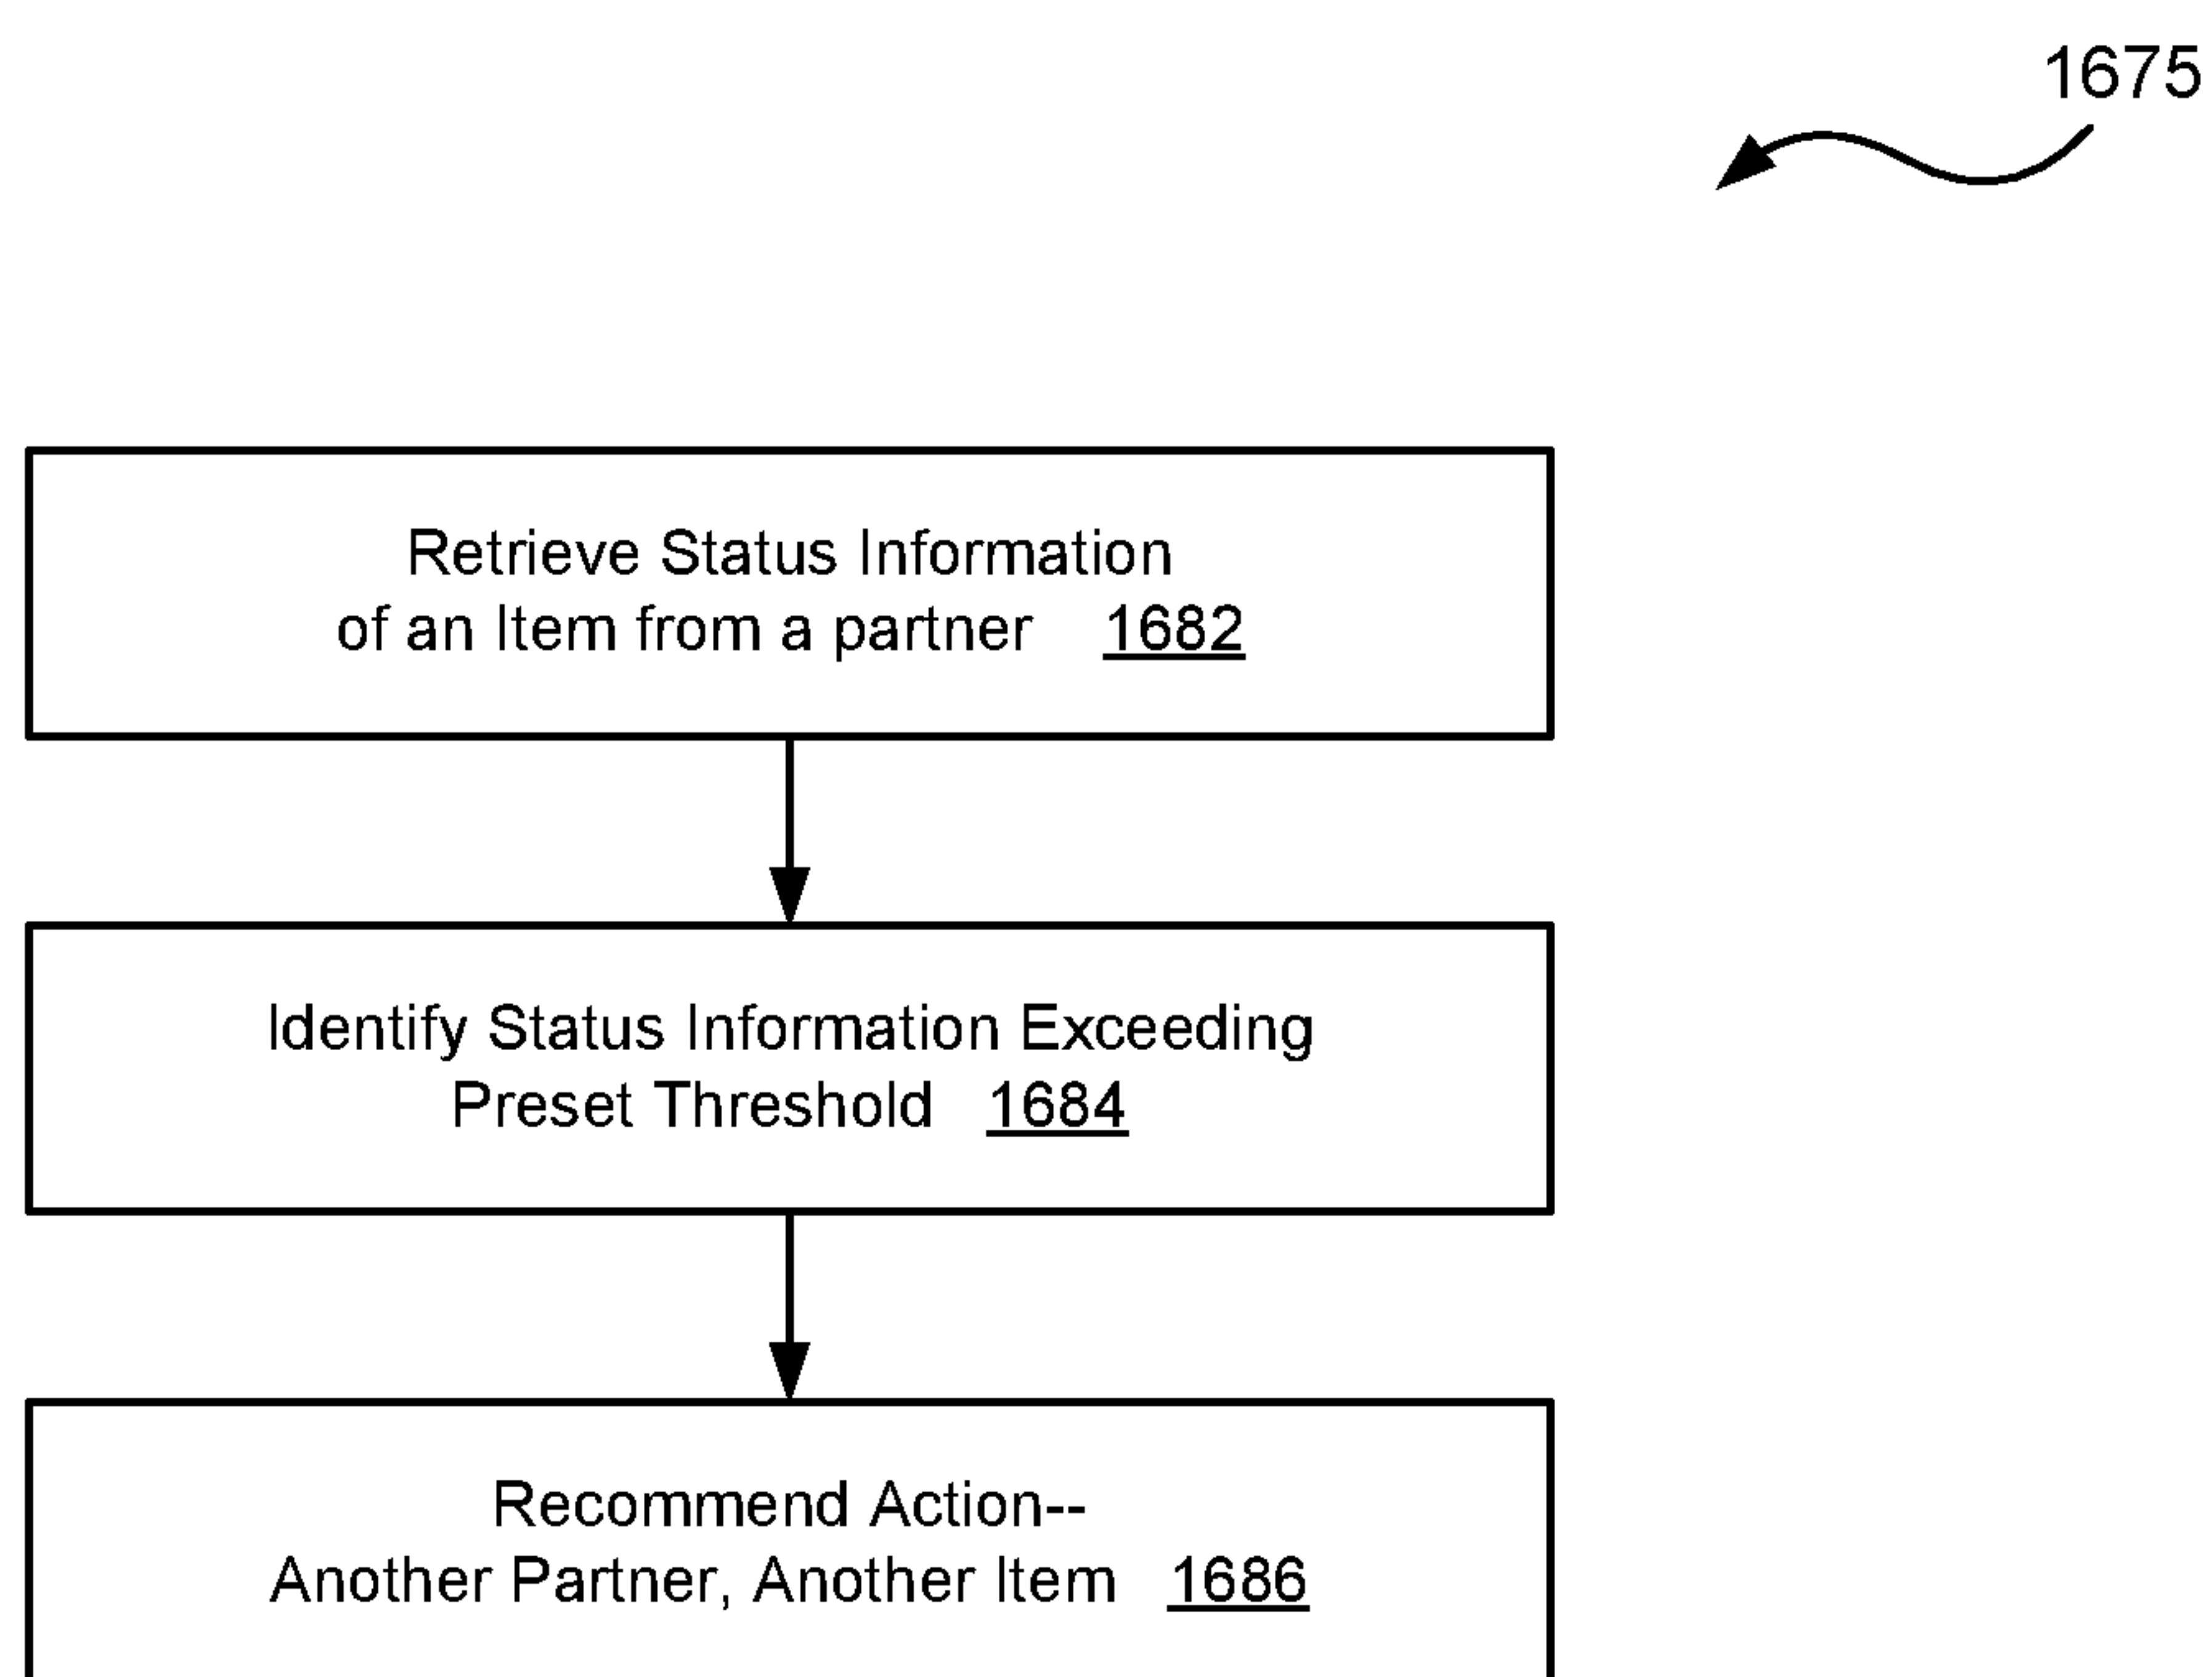 1675
Retrieve Status Information
of an Item from a partner 1682
Identify Status Information Exceeding
Preset Threshold 1684
Recommend Action--
Another Partner, Another Item 1686